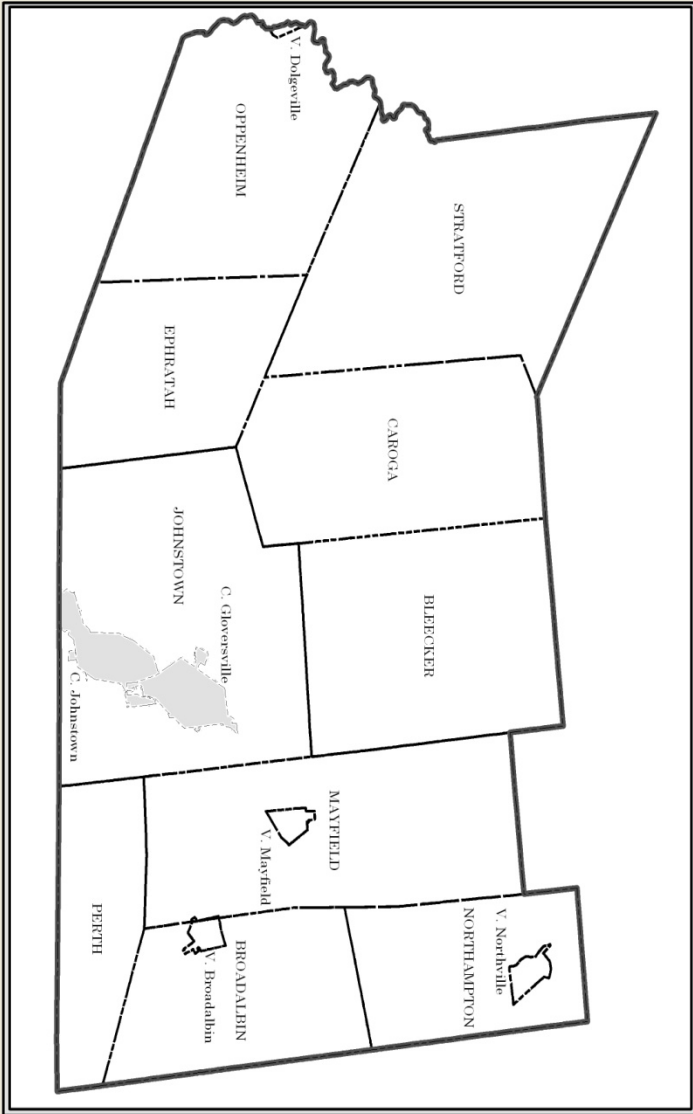 V. Northville
NORTHAMPTON
STRATFORD
BLEECKER
CAROGA
MAYFIELD
V. Dolgeville
V. Mayfield
OPPENHEIM
BROADALBIN
C. Gloversville
V. Broadalbin
JOHNSTOWN
EPHRATAH
PERTH
C. Johnstown